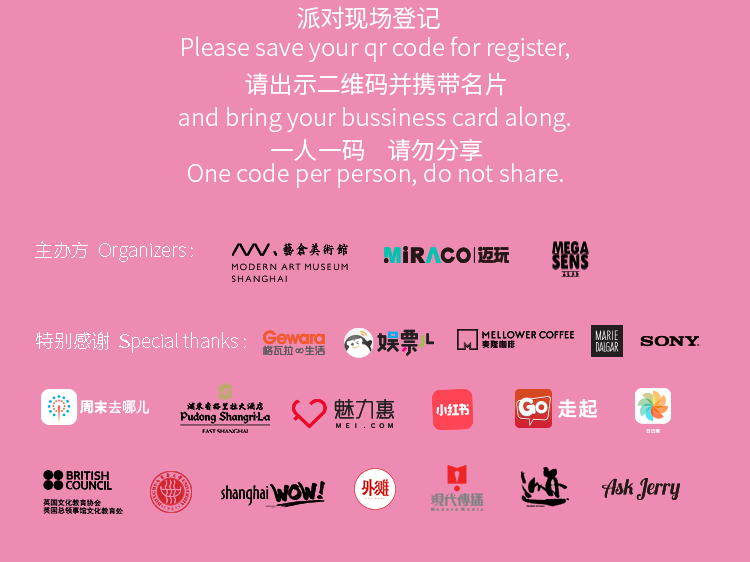 派对现场登记
Please save your qr code for register,
请出示二维码并携带名片
and bring your bussiness card along.
一人一码 请勿分享
One code per person, do not share.
主办方 Organizers:
藝倉美術館
MODERN ART MUSEUM
SHANGHAI
MiRACO|迈玩
MEGA
SENS
特别感谢 Special thanks:
Gewara
格瓦拉∞生活
娱票儿
MELLOWER COFFEE
麦隆咖啡
MARIE
DALGAR
SONY
周末去哪儿
浦东香格里拉大酒店
Pudong Shangri-La
EAST SHANGHAI
魅力惠
MEI.COM
小红书
GO 走起
BRITISH
COUNCIL
英国文化教育协会
英国总领事馆文化教育处
shanghai WOW!
外滩
現代傳播
Modern Media
Ask Jerry